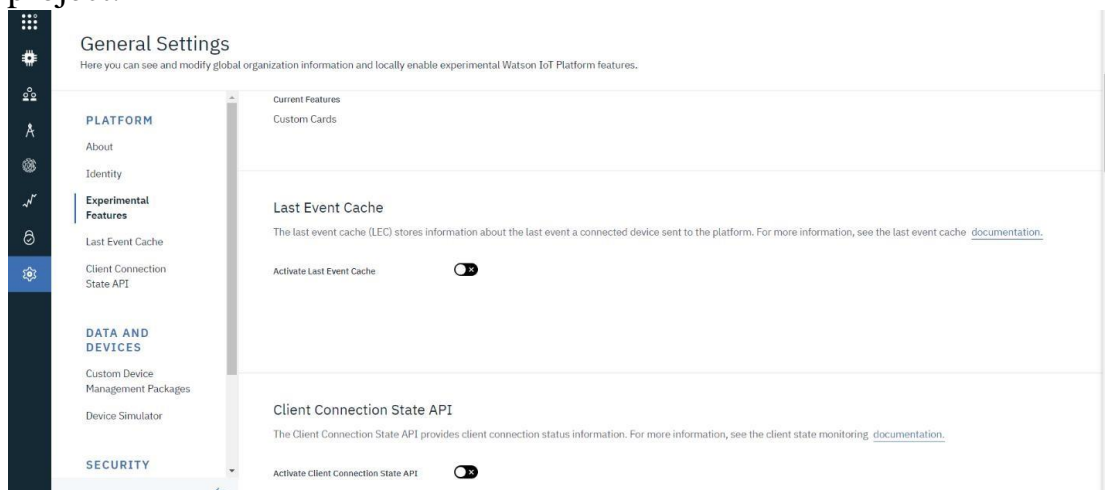 General Settings
Here you can see and modify global organization information and locally enable experimental Watson IoT Platform features.
PLATFORM
About
Identity
Experimental
Features
Last Event Cache
Client Connection
State API
DATA AND
DEVICES
Custom Device
Management Packages
Device Simulator
SECURITY
Current Features
Custom Cards
Last Event Cache
The last event cache (LEC) stores information about the last event a connected device sent to the platform. For more information, see the last event cache documentation.
Activate Last Event Cache
Client Connection State API
The Client Connection State API provides client connection status information. For more information, see the client state monitoring documentation.
Activate Client Connection State API